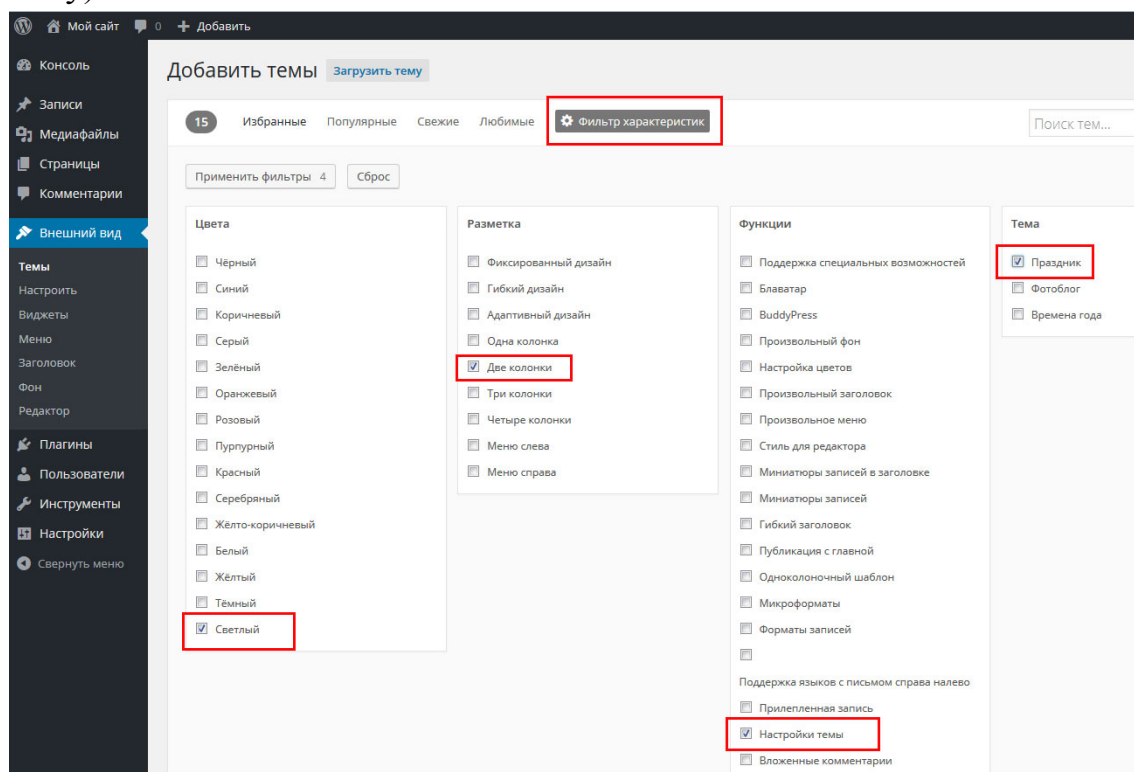 Мой сайт 0 + Добавить
Консоль
Записи
Медиафайлы
Страницы
Комментарии
Внешний вид
Темы
Настроить
Виджеты
Меню
Заголовок
Фон
Редактор
Плагины
Пользователи
Инструменты
Настройки
Свернуть меню
Добавить темы Загрузить тему
15 Избранные Популярные Свежие Любимые Фильтр характеристик Поиск тем...
Применить фильтры 4 Сброс
Цвета
Чёрный
Синий
Коричневый
Серый
Зелёный
Оранжевый
Розовый
Пурпурный
Красный
Серебряный
Жёлто-коричневый
Белый
Жёлтый
Тёмный
Светлый
Разметка
Фиксированный дизайн
Гибкий дизайн
Адаптивный дизайн
Одна колонка
Две колонки
Три колонки
Четыре колонки
Меню слева
Меню справа
Функции
Поддержка специальных возможностей
Блаватар
BuddyPress
Произвольный фон
Настройка цветов
Произвольный заголовок
Произвольное меню
Стиль для редактора
Миниатюры записей в заголовке
Миниатюры записей
Гибкий заголовок
Публикация с главной
Одноколоночный шаблон
Микроформаты
Форматы записей
Поддержка языков с письмом справа налево
Прилепленная запись
Настройки темы
Вложенные комментарии
Тема
Праздник
Фотоблог
Времена года